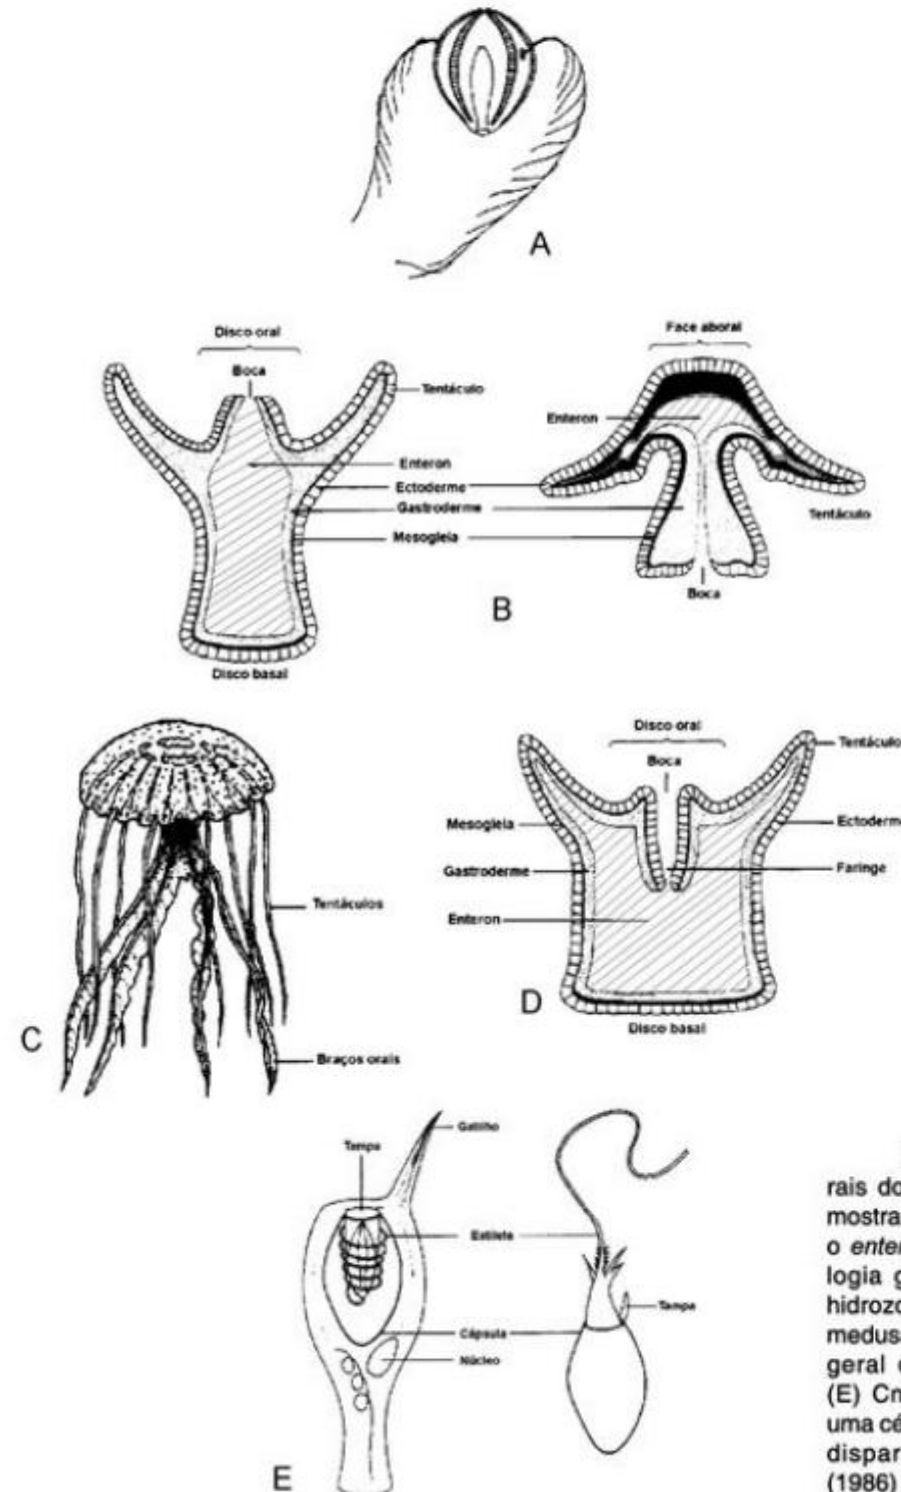 A
Disco oral
Boca
Tentáculo
Enteron
Ectoderme
Gastroderme
Mesogleia
Disco basal
Face aboral
Enteron
Tentáculo
Boca
B
Tentáculos
Braços orais
C
Disco oral
Boca
Tentáculo
Mesogleia
Ectoderme
Gastroderme
Faringe
Enteron
Disco basal
D
Gatilho
Tampa
Estilete
Tampa
Cápsula
Núcleo
E
rais do
mostra
o enter
logia g
hidrozo
medus
geral d
(E) Cn
uma cé
dispar
(1986)